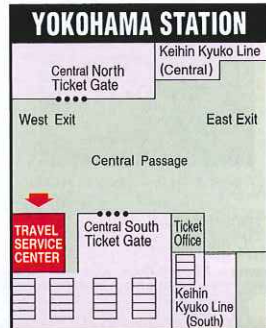 YOKOHAMA STATION
Keihin Kyuko Line
(Central)
Central North
Ticket Gate
West Exit
East Exit
Central Passage
TRAVEL
SERVICE
CENTER
Central South
Ticket Gate
Ticket
Office
Keihin
Kyuko Line
(South)